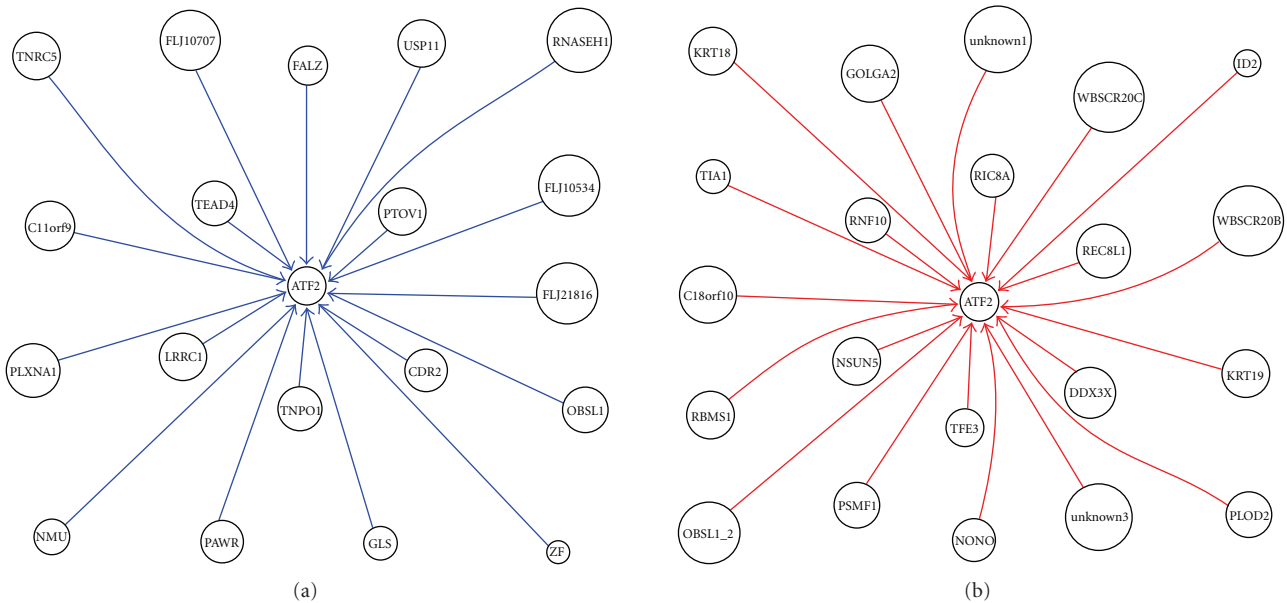 TNRC5
FLJ10707
FALZ
USP11
RNASEH1
TEAD4
PTOV1
FLJ10534
C11orf9
ATF2
FLJ21816
PLXNA1
LRRC1
CDR2
TNPO1
OBSL1
NMU
PAWR
GLS
ZF
(a)
KRT18
GOLGA2
unknown1
WBSCR20C
ID2
TIA1
RIC8A
RNF10
WBSCR20B
REC8L1
C18orf10
ATF2
NSUN5
KRT19
DDX3X
RBMS1
TFE3
PSMF1
OBSL1_2
NONO
unknown3
PLOD2
(b)